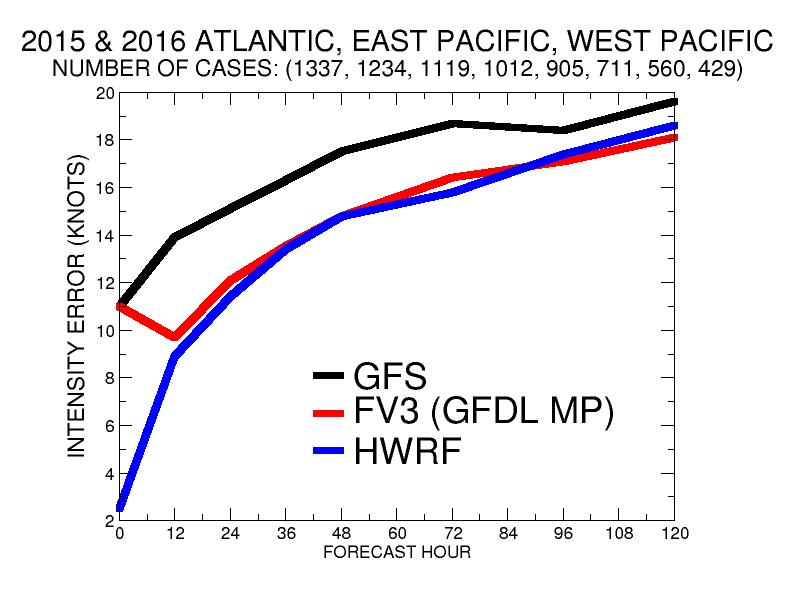 2015 & 2016 ATLANTIC, EAST PACIFIC, WEST PACIFIC
NUMBER OF CASES: (1337, 1234, 1119, 1012, 905, 711, 560, 429)
INTENSITY ERROR (KNOTS)
20
18
16
14
12
10
8
6
4
2
GFS
FV3 (GFDL MP)
HWRF
0 12 24 36 48 60 72 84 96 108 120
FORECAST HOUR